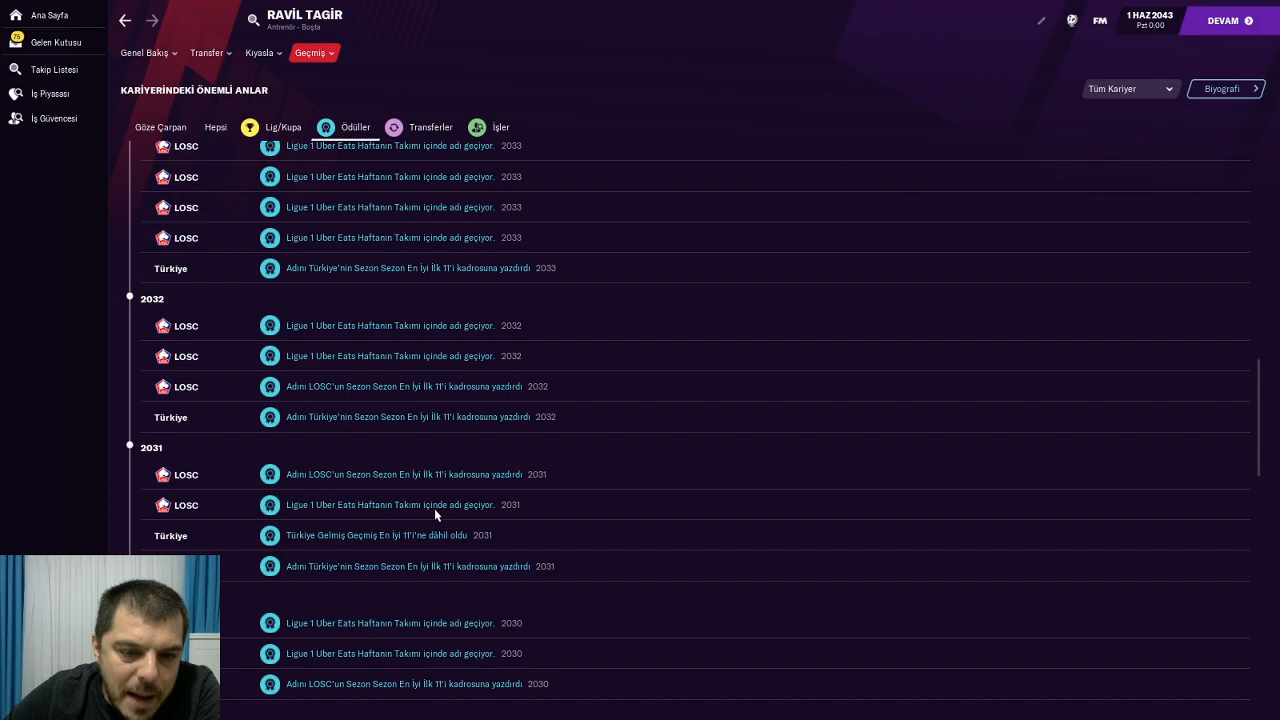 Ana Sayfa
75
Gelen Kutusu
Takip Listesi
İş Piyasası
İş Güvencesi
RAVİL TAGİR
Antrenör - Boşta
FM
1 HAZ 2043
Pzt 0:00
DEVAM
Genel Bakış
Transfer
Kıyasla
Geçmiş
KARİYERİNDEKİ ÖNEMLİ ANLAR
Tüm Kariyer
Biyografi
Göze Çarpan
Hepsi
Lig/Kupa
Ödüller
Transferler
İşler
LOSC Ligue 1 Uber Eats Haftanın Takımı içinde adı geçiyor. 2033
LOSC Ligue 1 Uber Eats Haftanın Takımı içinde adı geçiyor. 2033
LOSC Ligue 1 Uber Eats Haftanın Takımı içinde adı geçiyor. 2033
LOSC Ligue 1 Uber Eats Haftanın Takımı içinde adı geçiyor. 2033
Türkiye Adını Türkiye'nin Sezon Sezon En İyi İlk 11'i kadrosuna yazdırdı 2033
2032
LOSC Ligue 1 Uber Eats Haftanın Takımı içinde adı geçiyor. 2032
LOSC Ligue 1 Uber Eats Haftanın Takımı içinde adı geçiyor. 2032
LOSC Adını LOSC'un Sezon Sezon En İyi İlk 11'i kadrosuna yazdırdı 2032
Türkiye Adını Türkiye'nin Sezon Sezon En İyi İlk 11'i kadrosuna yazdırdı 2032
2031
LOSC Adını LOSC'un Sezon Sezon En İyi İlk 11'i kadrosuna yazdırdı 2031
LOSC Ligue 1 Uber Eats Haftanın Takımı içinde adı geçiyor. 2031
Türkiye Türkiye Gelmiş Geçmiş En İyi 11'i'ne dâhil oldu 2031
Adını Türkiye'nin Sezon Sezon En İyi İlk 11'i kadrosuna yazdırdı 2031
Ligue 1 Uber Eats Haftanın Takımı içinde adı geçiyor. 2030
Ligue 1 Uber Eats Haftanın Takımı içinde adı geçiyor. 2030
Adını LOSC'un Sezon Sezon En İyi İlk 11'i kadrosuna yazdırdı 2030